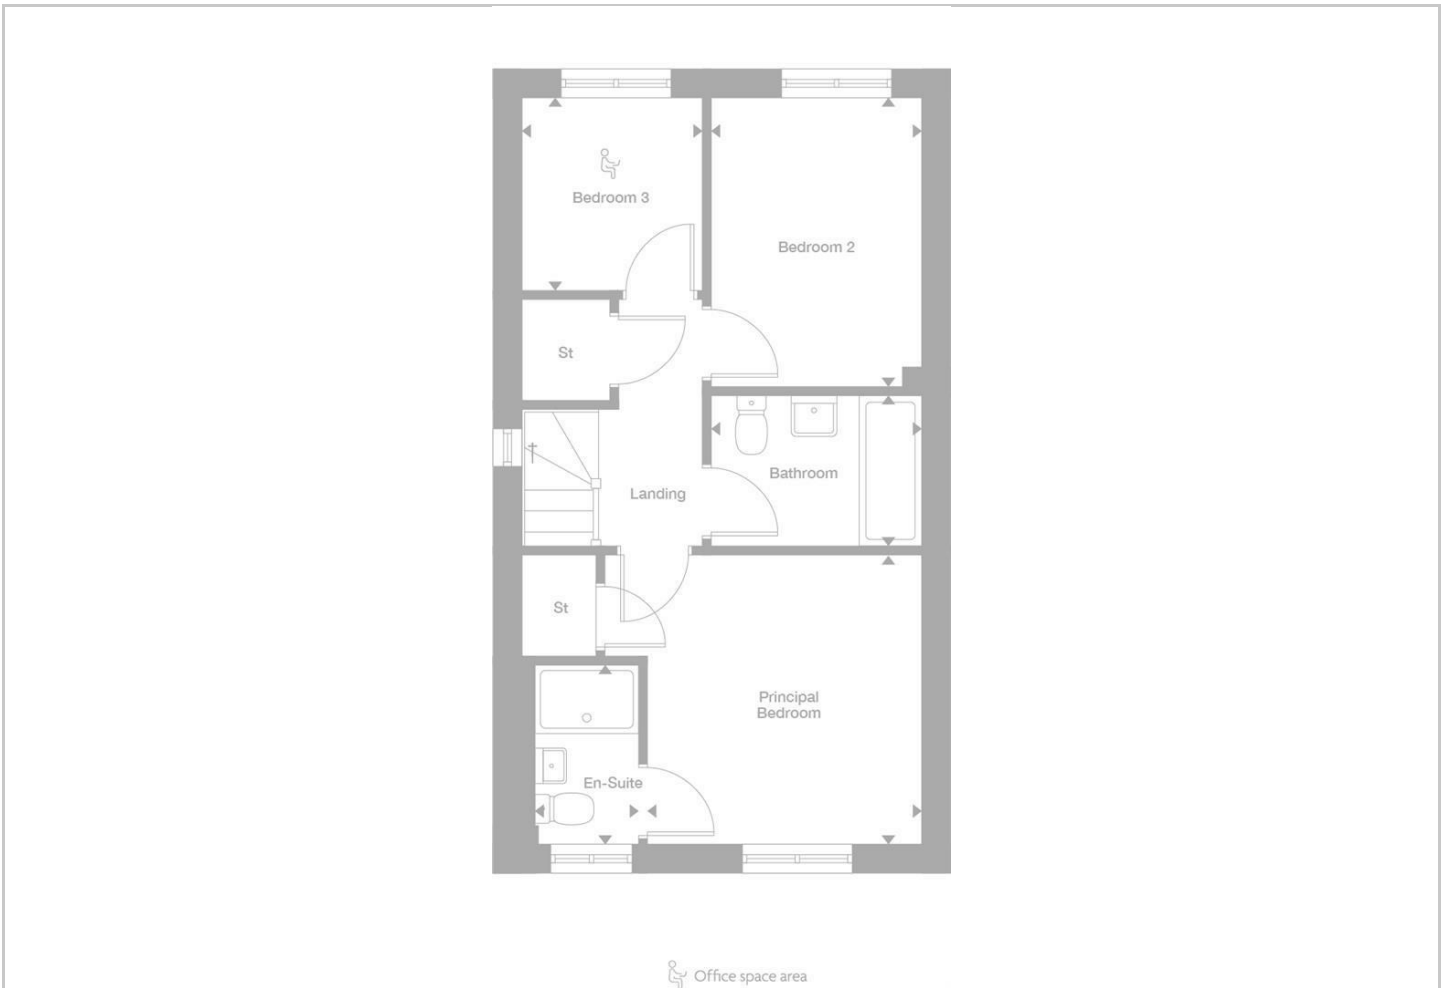 Bedroom 3
Bedroom 2
St
Bathroom
Landing
St
Principal
Bedroom
En-Suite
Office space area